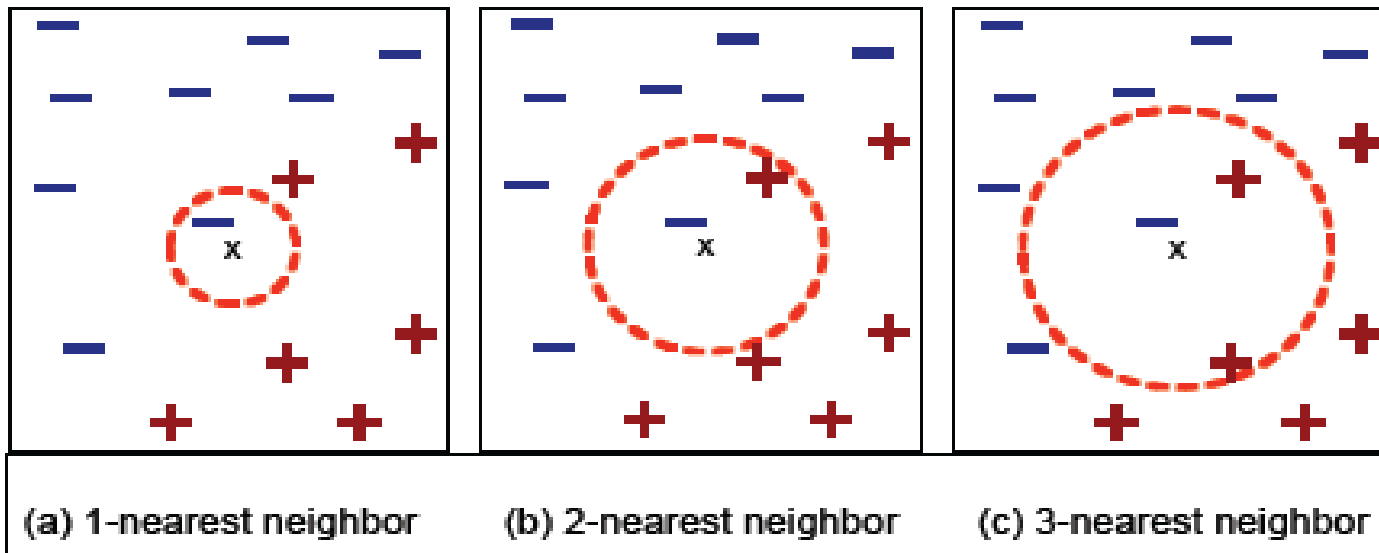 x
x
x
(a) 1-nearest neighbor
(b) 2-nearest neighbor
(c) 3-nearest neighbor